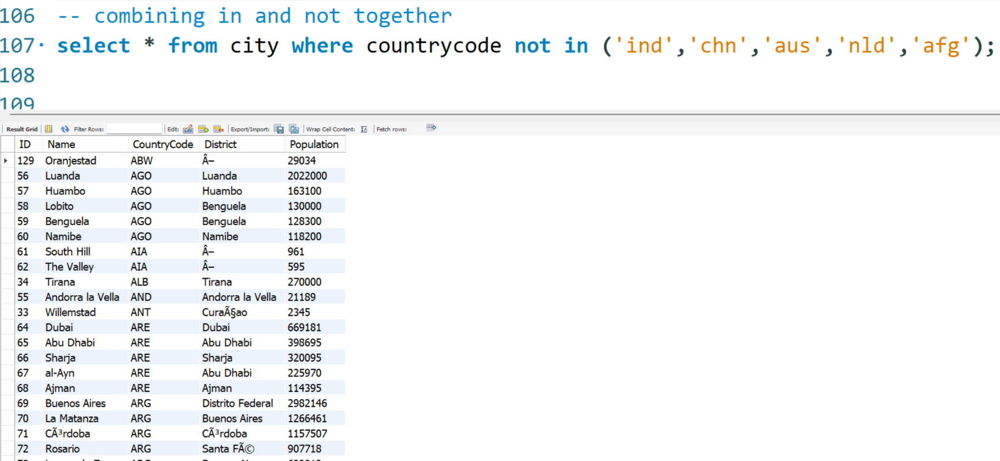 106 -- combining in and not together
107 select * from city where countrycode not in ('ind','chn','aus','nld','afg');
108
109
Result Grid Filter Rows: Edit: Export/Import: Wrap Cell Content: Fetch rows:
ID Name CountryCode District Population
129 Oranjestad ABW Â– 29034
56 Luanda AGO Luanda 2022000
57 Huambo AGO Huambo 163100
58 Lobito AGO Benguela 130000
59 Benguela AGO Benguela 128300
60 Namibe AGO Namibe 118200
61 South Hill AIA Â– 961
62 The Valley AIA Â– 595
34 Tirana ALB Tirana 270000
55 Andorra la Vella AND Andorra la Vella 21189
33 Willemstad ANT CuraÃ§ao 2345
64 Dubai ARE Dubai 669181
65 Abu Dhabi ARE Abu Dhabi 398695
66 Sharja ARE Sharja 320095
67 al-Ayn ARE Abu Dhabi 225970
68 Ajman ARE Ajman 114395
69 Buenos Aires ARG Distrito Federal 2982146
70 La Matanza ARG Buenos Aires 1266461
71 CÃ³rdoba ARG CÃ³rdoba 1157507
72 Rosario ARG Santa FÃ© 907718